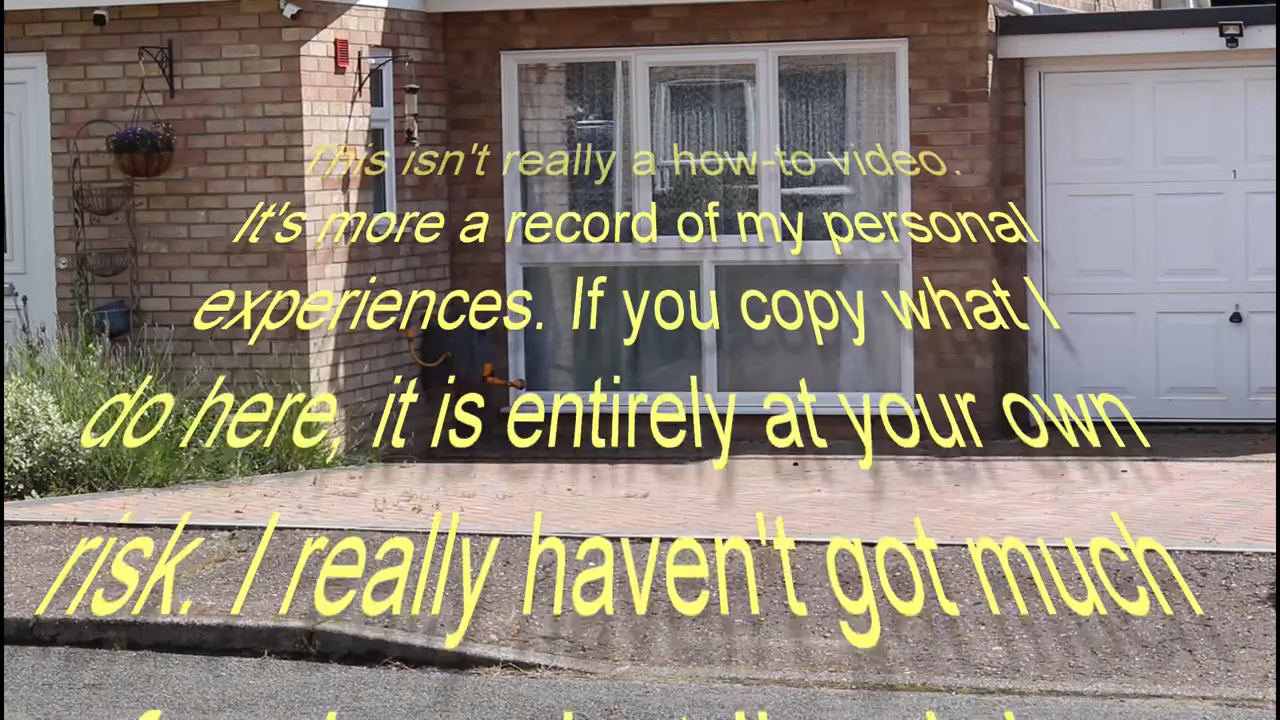 This isn't really a how-to video.
It's more a record of my personal
experiences. If you copy what I
do here, it is entirely at your own
risk. I really haven't got much
1